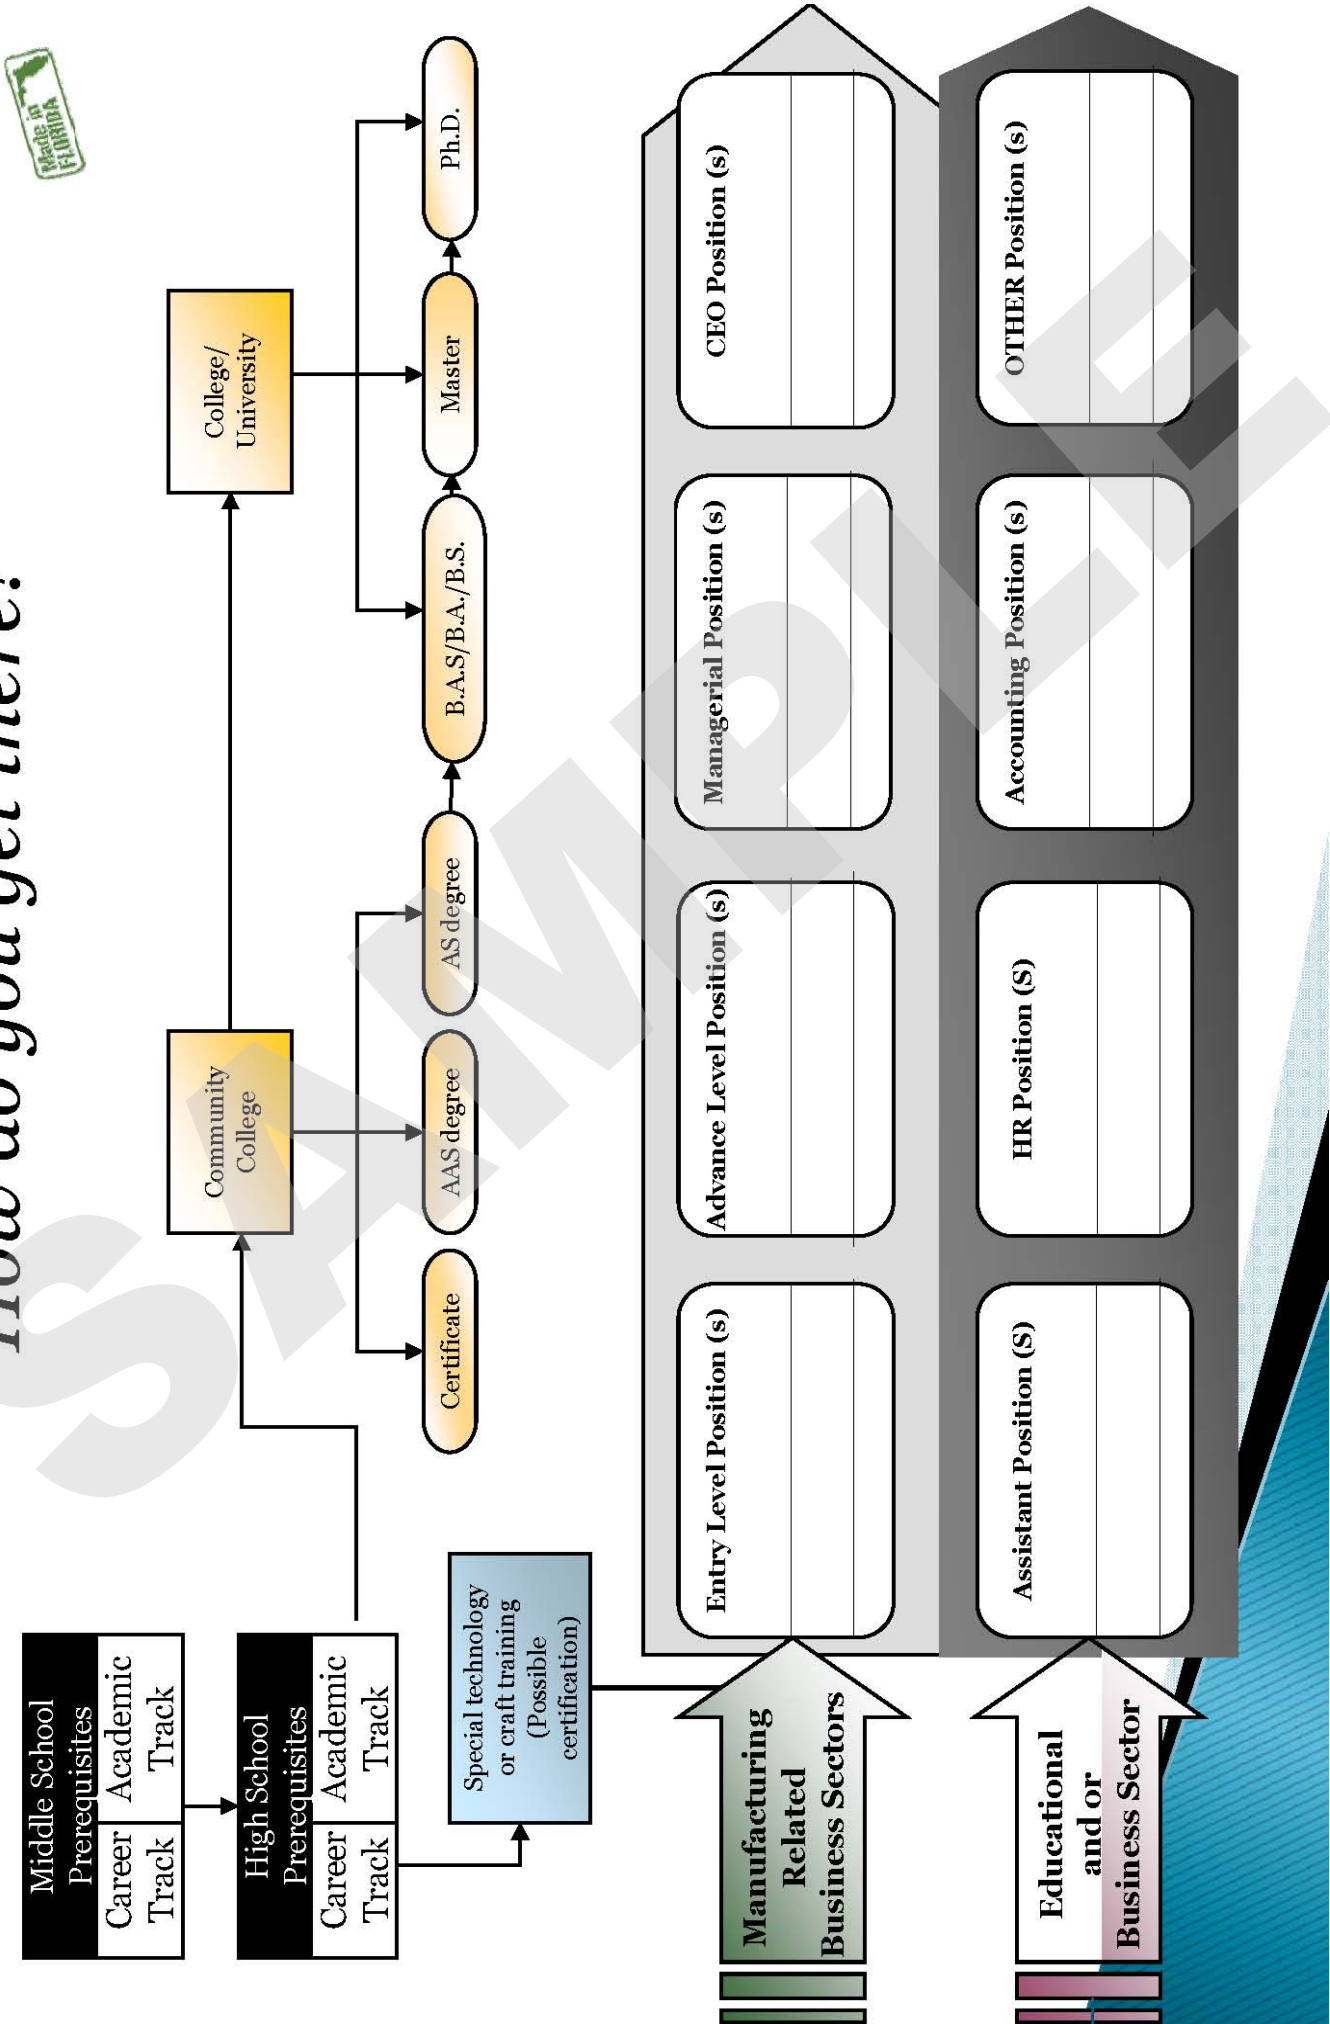 How do you get there?
Made in
FLORIDA
Middle School
Prerequisites
Career
Track
Academic
Track
High School
Prerequisites
Career
Track
Academic
Track
Community
College
College/
University
Certificate
AAS degree
AS degree
B.A.S/B.A./B.S.
Master
Ph.D.
Special technology
or craft training
(Possible
certification)
Manufacturing
Related
Business Sectors
Entry Level Position (s)
Advance Level Position (s)
Managerial Position (s)
CEO Position (s)
Educational
and or
Business Sector
Assistant Position (S)
HR Position (S)
Accounting Position (s)
OTHER Position (s)
SAMPLE